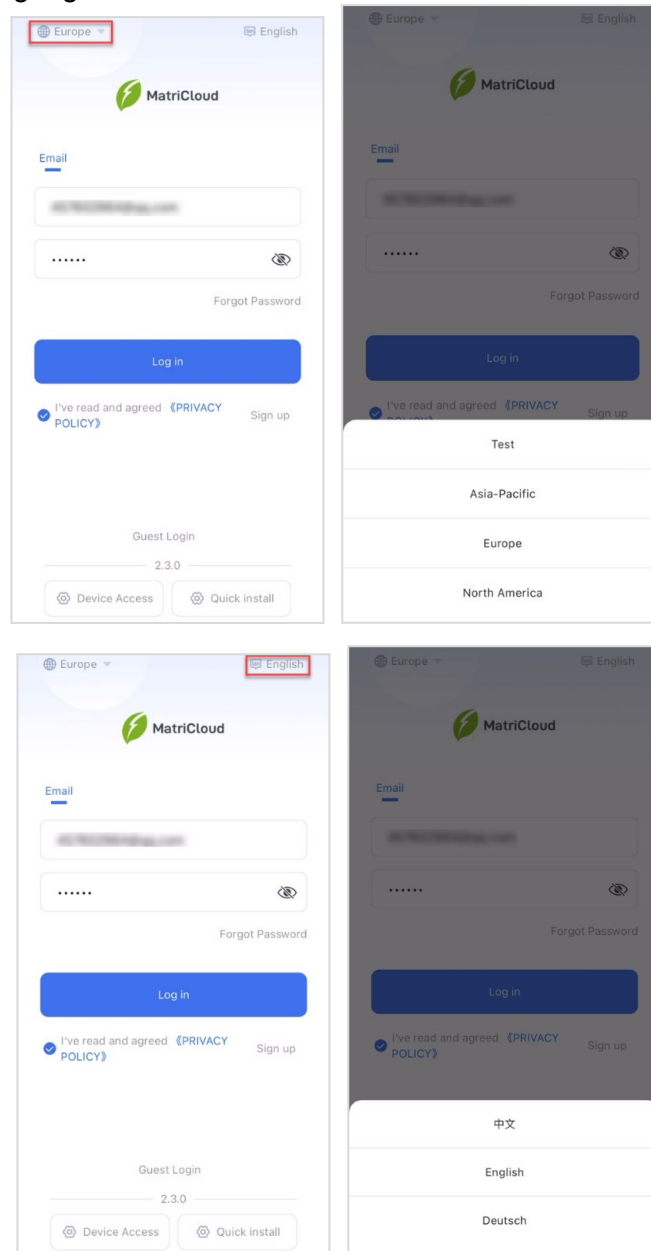 Europe English
MatriCloud
Email
••••••
Forgot Password
Log in
I've read and agreed 《PRIVACY
POLICY》
Sign up
Guest Login
2.3.0
Device Access Quick install
Europe English
MatriCloud
Email
••••••
Forgot Password
Log in
I've read and agreed 《PRIVACY
Sign up
Test
Asia-Pacific
Europe
North America
Europe English
MatriCloud
Email
••••••
Forgot Password
Log in
I've read and agreed 《PRIVACY
POLICY》
Sign up
Guest Login
2.3.0
Device Access Quick install
Europe English
MatriCloud
Email
••••••
Forgot Password
Log in
I've read and agreed 《PRIVACY
POLICY》
Sign up
中文
English
Deutsch